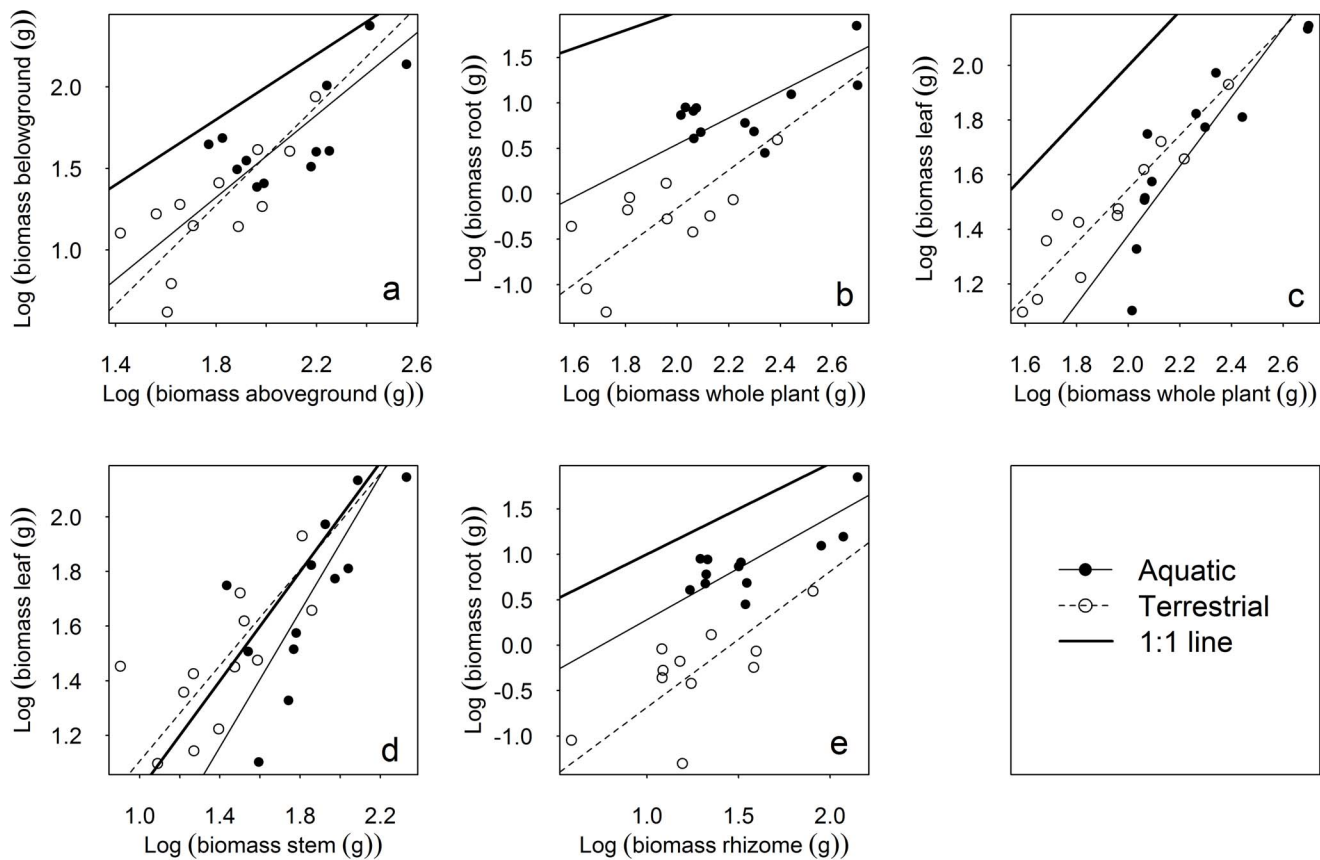 Log (biomass belowground (g))
2.0
1.5
1.0
a
1.4 1.8 2.2 2.6
Log (biomass aboveground (g))
Log (biomass root (g))
1.5
1.0
0.5
0.0
-0.5
-1.0
b
1.6 2.0 2.4
Log (biomass whole plant (g))
Log (biomass leaf (g))
2.0
1.8
1.6
1.4
1.2
c
1.6 1.8 2.0 2.2 2.4 2.6
Log (biomass whole plant (g))
Log (biomass leaf (g))
2.0
1.8
1.6
1.4
1.2
d
1.0 1.4 1.8 2.2
Log (biomass stem (g))
Log (biomass root (g))
1.5
1.0
0.5
0.0
-0.5
-1.0
e
1.0 1.5 2.0
Log (biomass rhizome (g))
Aquatic
Terrestrial
1:1 line